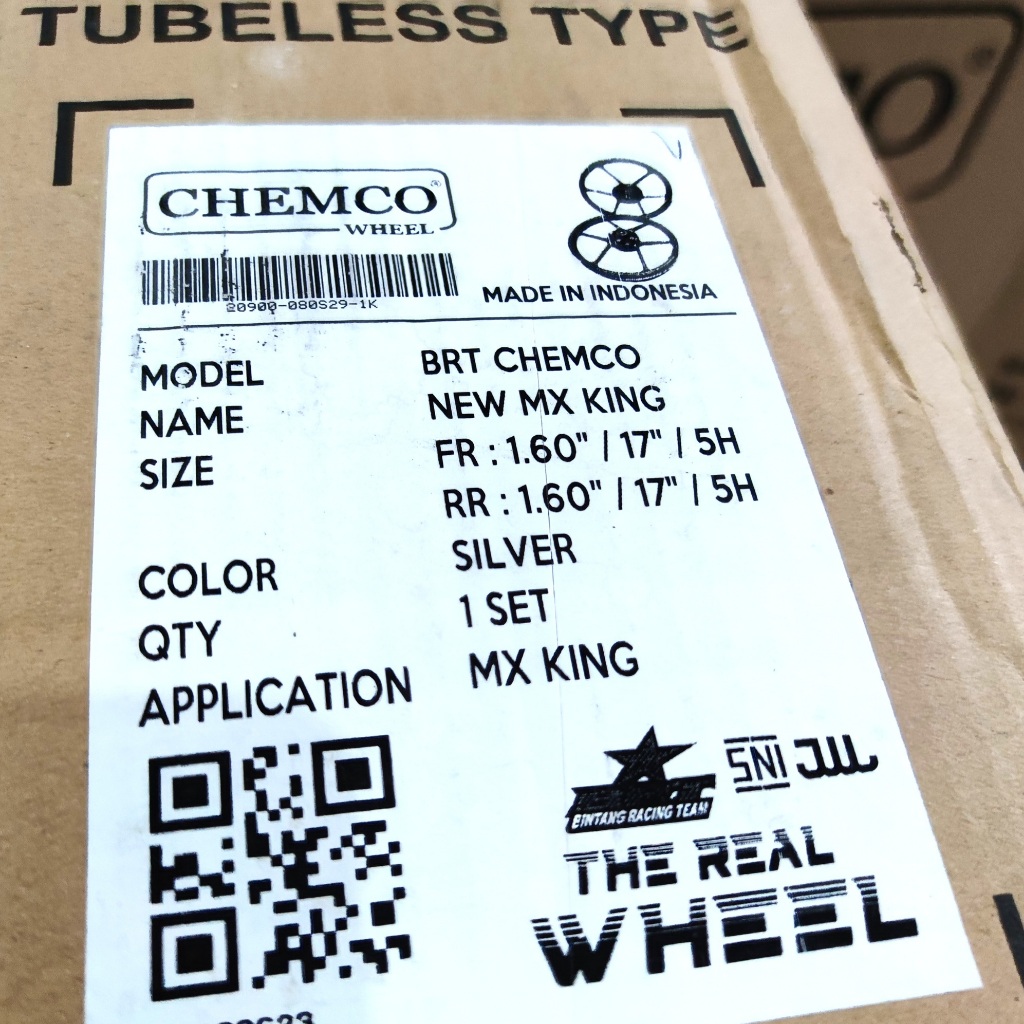 TUBELESS TYPE
CHEMCO®
WHEEL
20900-080S29-1K
MADE IN INDONESIA
MODEL BRT CHEMCO
NAME NEW MX KING
SIZE FR : 1.60" / 17" / 5H
RR : 1.60" / 17" / 5H
COLOR SILVER
QTY 1 SET
APPLICATION MX KING
SNI JWL
BINTANG RACING TEAM
THE REAL
WHEEL